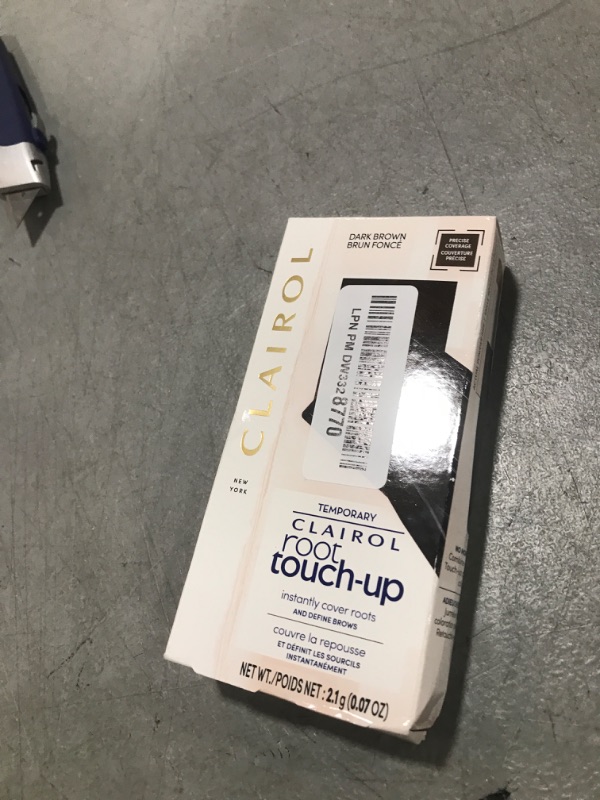 DARK BROWN
BRUN FONCÉ
PRECISE
COVERAGE
COUVERTURE
PRÉCISE
CLAIROL
NEW
YORK
LPN PM DW3328770
TEMPORARY
CLAIROL
root
touch-up
instantly cover roots
AND DEFINE BROWS
couvre la repousse
ET DÉFINIT LES SOURCILS
INSTANTANÉMENT
NET WT./POIDS NET : 2.1 g (0.07 OZ)